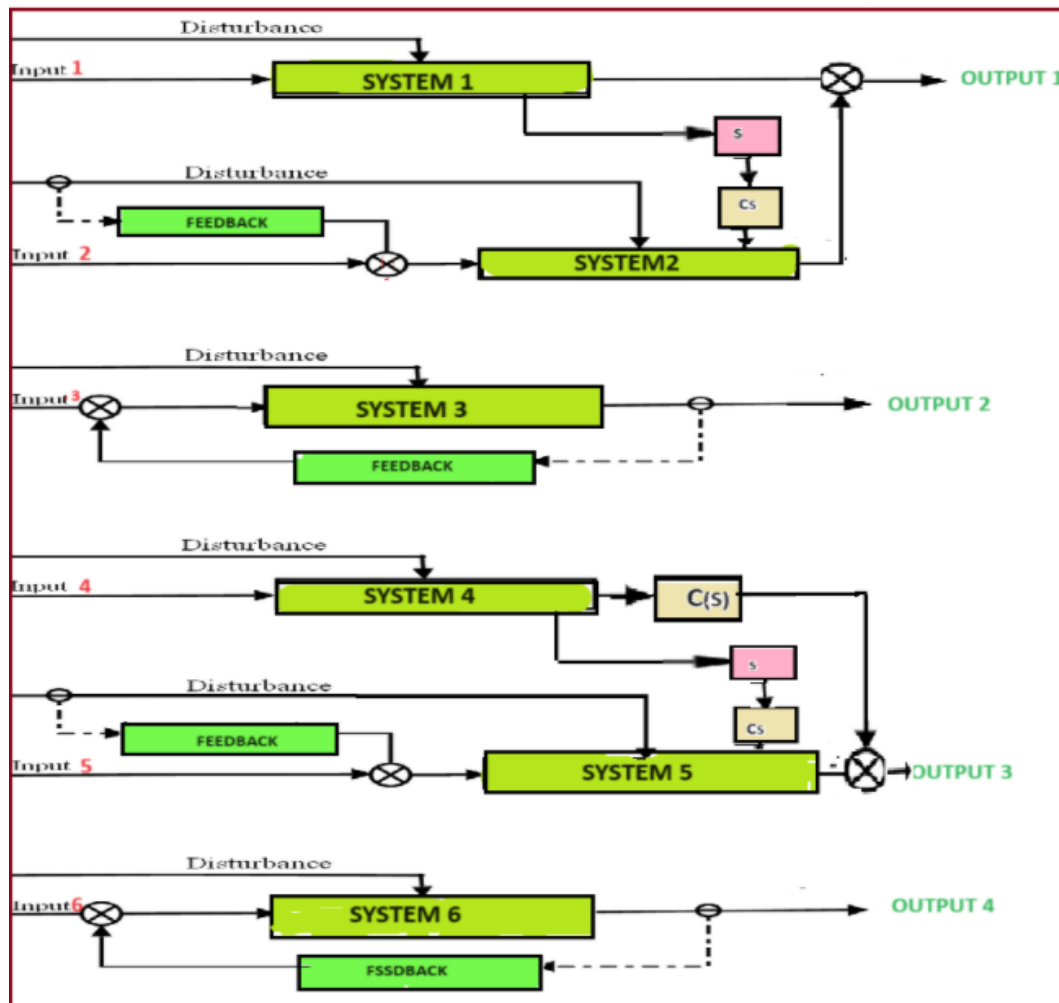 Disturbance
Input 1 SYSTEM 1 OUTPUT 1
S
Disturbance
Cs
FEEDBACK
Input 2 SYSTEM2
Disturbance
Input 3 SYSTEM 3 OUTPUT 2
FEEDBACK
Disturbance
Input 4 SYSTEM 4 C(S)
S
Disturbance
Cs
FEEDBACK
Input 5 SYSTEM 5 OUTPUT 3
Disturbance
Input6 SYSTEM 6 OUTPUT 4
FSSDBACK